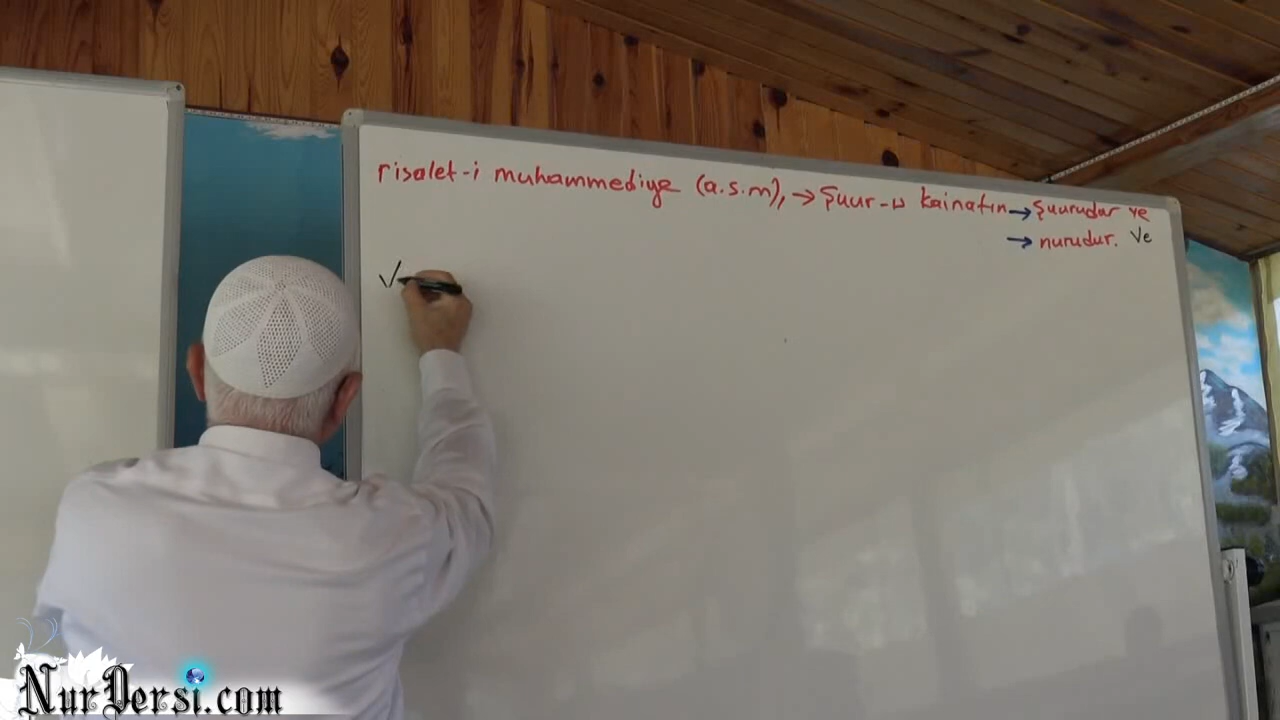 risalet-i muhammediye (a.s.m), → Şuur-u kainatın → şuurudur ve
→ nurudur. Ve
V
NurDersi.com